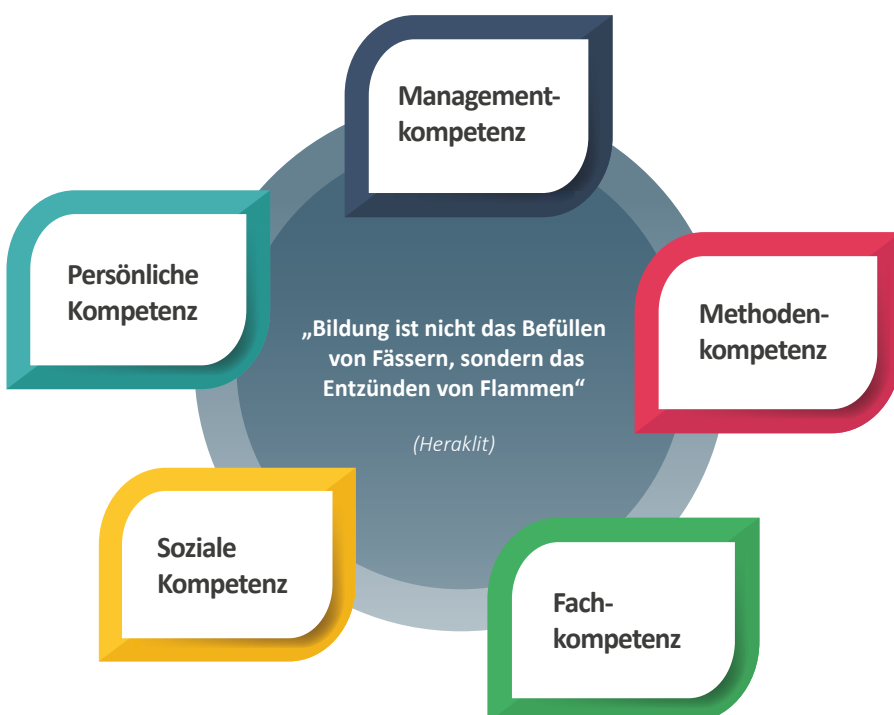 Management-
kompetenz
Persönliche
Kompetenz
Methoden-
kompetenz
„Bildung ist nicht das Befüllen
von Fässern, sondern das
Entzünden von Flammen“
(Heraklit)
Soziale
Kompetenz
Fach-
kompetenz